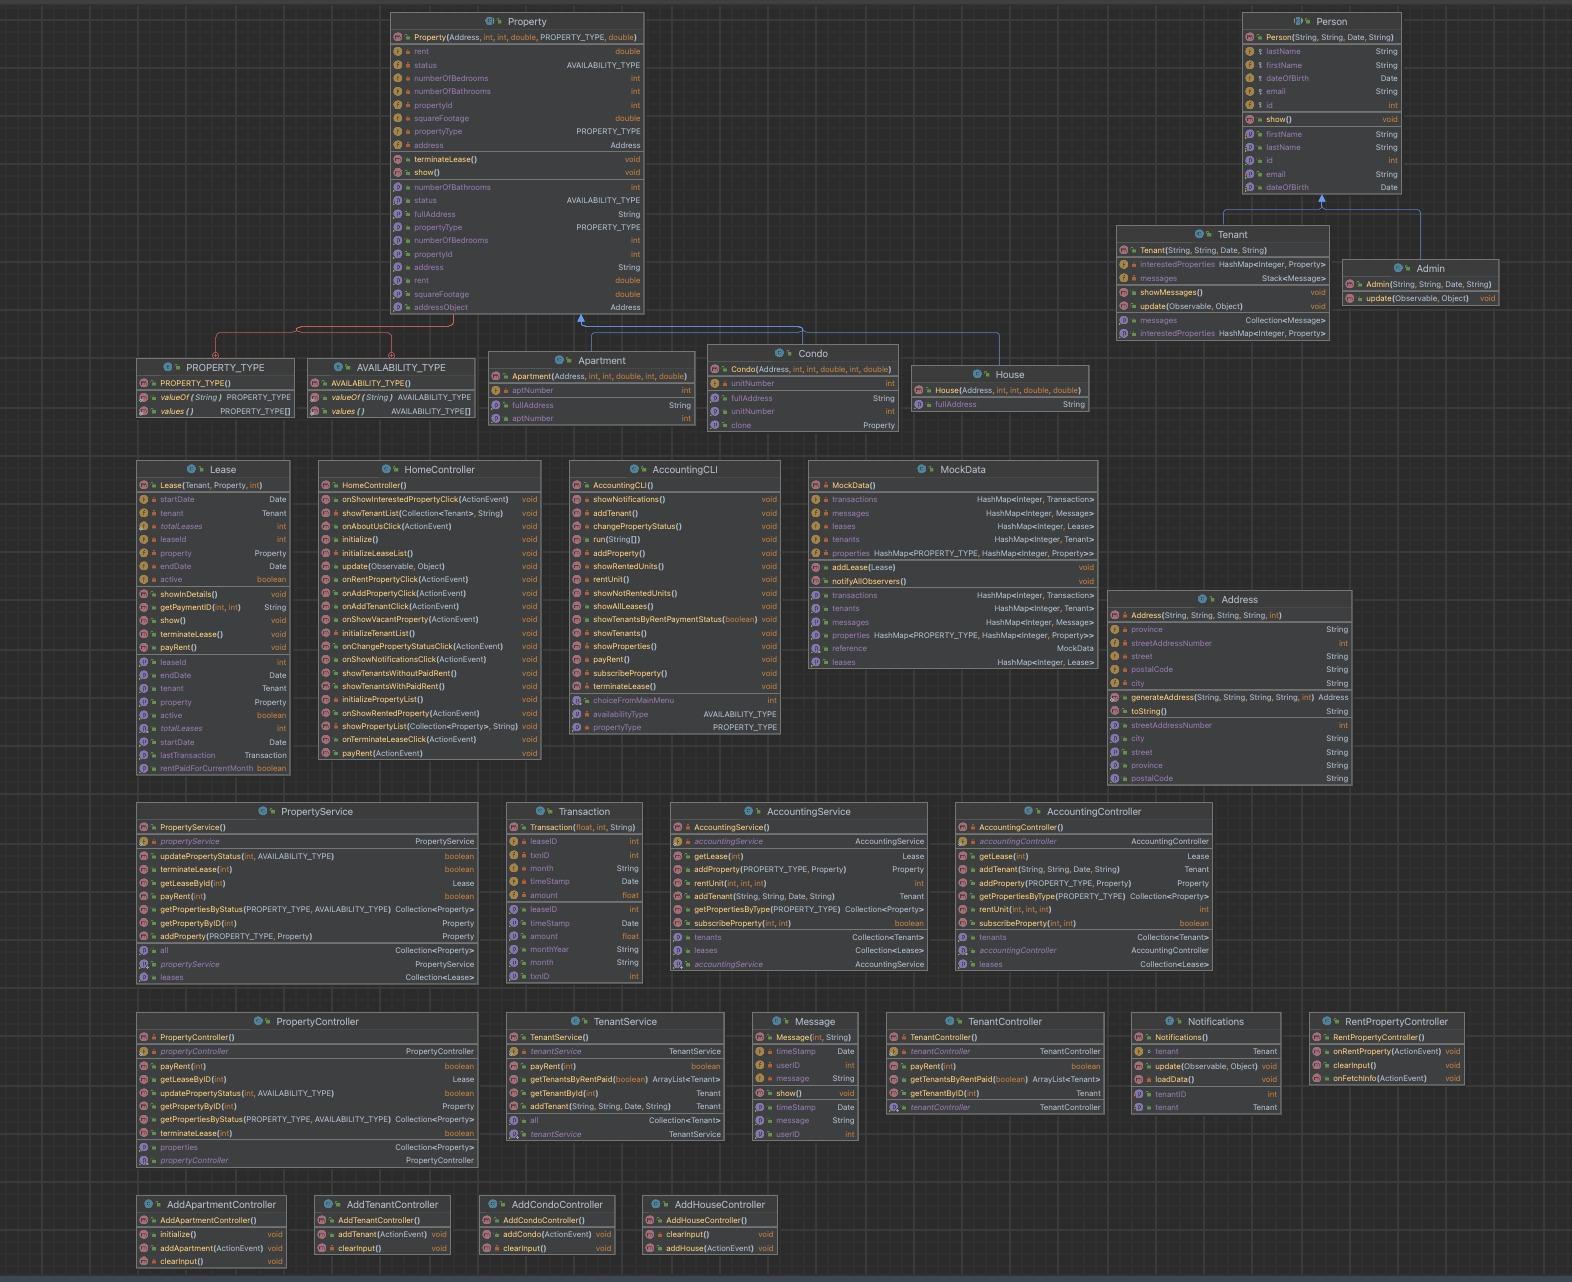 Property
Property(Address, int, int, double, PROPERTY_TYPE, double)
rent double
status AVAILABILITY_TYPE
numberOfBedrooms int
numberOfBathrooms int
propertyId int
squareFootage double
propertyType PROPERTY_TYPE
address Address
terminateLease() void
show() void
numberOfBathrooms int
status AVAILABILITY_TYPE
fullAddress String
propertyType PROPERTY_TYPE
numberOfBedrooms int
propertyId int
address String
rent double
squareFootage double
addressObject Address
Person
Person(String, String, Date, String)
lastName String
firstName String
dateOfBirth Date
email String
id int
show() void
firstName String
lastName String
id int
email String
dateOfBirth Date
Tenant
Tenant(String, String, Date, String)
interestedProperties HashMap<Integer, Property>
messages Stack<Message>
showMessages() void
update(Observable, Object) void
messages Collection<Message>
interestedProperties HashMap<Integer, Property>
Admin
Admin(String, String, Date, String)
update(Observable, Object) void
PROPERTY_TYPE
PROPERTY_TYPE()
valueOf(String) PROPERTY_TYPE
values() PROPERTY_TYPE[]
AVAILABILITY_TYPE
AVAILABILITY_TYPE()
valueOf(String) AVAILABILITY_TYPE
values() AVAILABILITY_TYPE[]
Apartment
Apartment(Address, int, int, double, int, double)
aptNumber int
fullAddress String
aptNumber int
Condo
Condo(Address, int, int, double, int, double)
unitNumber int
fullAddress String
unitNumber int
clone Property
House
House(Address, int, int, double, double)
fullAddress String
Lease
Lease(Tenant, Property, int)
startDate Date
tenant Tenant
totalLeases int
leaseId int
property Property
endDate Date
active boolean
showInDetails() void
getPaymentID(int, int) String
show() void
terminateLease() void
payRent() void
leaseId int
endDate Date
tenant Tenant
property Property
active boolean
totalLeases int
startDate Date
lastTransaction Transaction
rentPaidForCurrentMonth boolean
HomeController
HomeController()
onShowInterestedPropertyClick(ActionEvent) void
showTenantList(Collection<Tenant>, String) void
onAboutUsClick(ActionEvent) void
initialize() void
initializeLeaseList() void
update(Observable, Object) void
onRentPropertyClick(ActionEvent) void
onAddPropertyClick(ActionEvent) void
onAddTenantClick(ActionEvent) void
onShowVacantProperty(ActionEvent) void
initializeTenantList() void
onChangePropertyStatusClick(ActionEvent) void
onShowNotificationsClick(ActionEvent) void
showTenantsWithoutPaidRent() void
showTenantsWithPaidRent() void
initializePropertyList() void
onShowRentedProperty(ActionEvent) void
showPropertyList(Collection<Property>, String) void
onTerminateLeaseClick(ActionEvent) void
payRent(ActionEvent) void
AccountingCLI
AccountingCLI()
showNotifications() void
addTenant() void
changePropertyStatus() void
run(String[]) void
addProperty() void
showRentedUnits() void
rentUnit() void
showNotRentedUnits() void
showAllLeases() void
showTenantsByRentPaymentStatus(boolean) void
showTenants() void
showProperties() void
payRent() void
subscribeProperty() void
terminateLease() void
choiceFromMainMenu int
availabilityType AVAILABILITY_TYPE
propertyType PROPERTY_TYPE
MockData
MockData()
transactions HashMap<Integer, Transaction>
messages HashMap<Integer, Message>
leases HashMap<Integer, Lease>
tenants HashMap<Integer, Tenant>
properties HashMap<PROPERTY_TYPE, HashMap<Integer, Property>>
addLease(Lease) void
notifyAllObservers() void
transactions HashMap<Integer, Transaction>
tenants HashMap<Integer, Tenant>
messages HashMap<Integer, Message>
properties HashMap<PROPERTY_TYPE, HashMap<Integer, Property>>
reference MockData
leases HashMap<Integer, Lease>
Address
Address(String, String, String, String, int)
province String
streetAddressNumber int
street String
postalCode String
city String
generateAddress(String, String, String, String, int) Address
toString() String
streetAddressNumber int
city String
street String
province String
postalCode String
PropertyService
PropertyService()
propertyService PropertyService
updatePropertyStatus(int, AVAILABILITY_TYPE) boolean
terminateLease(int) boolean
getLeaseById(int) Lease
payRent(int) boolean
getPropertiesByStatus(PROPERTY_TYPE, AVAILABILITY_TYPE) Collection<Property>
getPropertyByID(int) Property
addProperty(PROPERTY_TYPE, Property) Property
all Collection<Property>
propertyService PropertyService
leases Collection<Lease>
Transaction
Transaction(float, int, String)
leaseID int
txnID int
month String
timeStamp Date
amount float
leaseID int
timeStamp Date
amount float
monthYear String
month String
txnID int
AccountingService
AccountingService()
accountingService AccountingService
getLease(int) Lease
addProperty(PROPERTY_TYPE, Property) Property
rentUnit(int, int, int) int
addTenant(String, String, Date, String) Tenant
getPropertiesByType(PROPERTY_TYPE) Collection<Property>
subscribeProperty(int, int) boolean
tenants Collection<Tenant>
leases Collection<Lease>
accountingService AccountingService
AccountingController
AccountingController()
accountingController AccountingController
getLease(int) Lease
addTenant(String, String, Date, String) Tenant
addProperty(PROPERTY_TYPE, Property) Property
getPropertiesByType(PROPERTY_TYPE) Collection<Property>
rentUnit(int, int, int) int
subscribeProperty(int, int) boolean
tenants Collection<Tenant>
accountingController AccountingController
leases Collection<Lease>
PropertyController
PropertyController()
propertyController PropertyController
payRent(int) boolean
getLeaseByID(int) Lease
updatePropertyStatus(int, AVAILABILITY_TYPE) boolean
getPropertyByID(int) Property
getPropertiesByStatus(PROPERTY_TYPE, AVAILABILITY_TYPE) Collection<Property>
terminateLease(int) boolean
properties Collection<Property>
propertyController PropertyController
TenantService
TenantService()
tenantService TenantService
payRent(int) boolean
getTenantsByRentPaid(boolean) ArrayList<Tenant>
getTenantById(int) Tenant
addTenant(String, String, Date, String) Tenant
all Collection<Tenant>
tenantService TenantService
Message
Message(int, String)
timeStamp Date
userID int
message String
show() void
timeStamp Date
message String
userID int
TenantController
TenantController()
tenantController TenantController
payRent(int) boolean
getTenantsByRentPaid(boolean) ArrayList<Tenant>
getTenantByID(int) Tenant
tenantController TenantController
Notifications
Notifications()
tenant Tenant
update(Observable, Object) void
loadData() void
tenantID int
tenant Tenant
RentPropertyController
RentPropertyController()
onRentProperty(ActionEvent) void
clearInput() void
onFetchInfo(ActionEvent) void
AddApartmentController
AddApartmentController()
initialize() void
addApartment(ActionEvent) void
clearInput() void
AddTenantController
AddTenantController()
addTenant(ActionEvent) void
clearInput() void
AddCondoController
AddCondoController()
addCondo(ActionEvent) void
clearInput() void
AddHouseController
AddHouseController()
clearInput() void
addHouse(ActionEvent) void